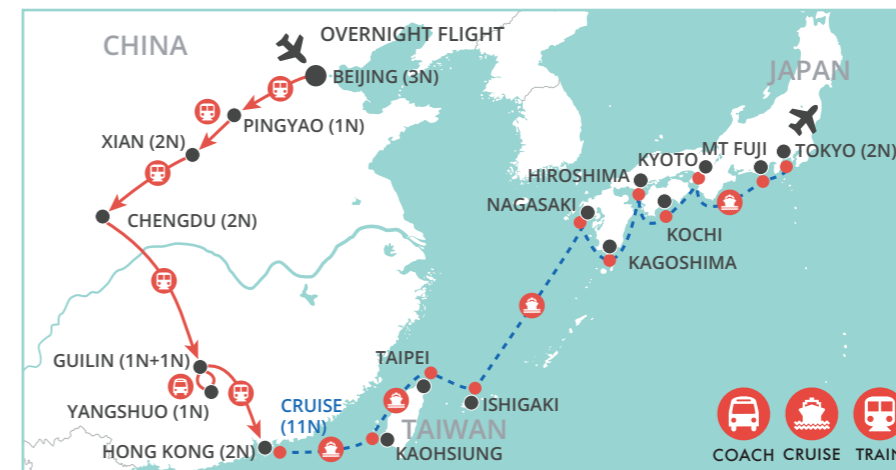 CHINA
OVERNIGHT FLIGHT
BEIJING (3N)
JAPAN
PINGYAO (1N)
XIAN (2N)
MT FUJI
TOKYO (2N)
KYOTO
HIROSHIMA
NAGASAKI
CHENGDU (2N)
KOCHI
KAGOSHIMA
GUILIN (1N+1N)
TAIPEI
YANGSHUO (1N)
CRUISE
(11N)
ISHIGAKI
TAIWAN
HONG KONG (2N)
KAOHSIUNG
COACH
CRUISE
TRAIN